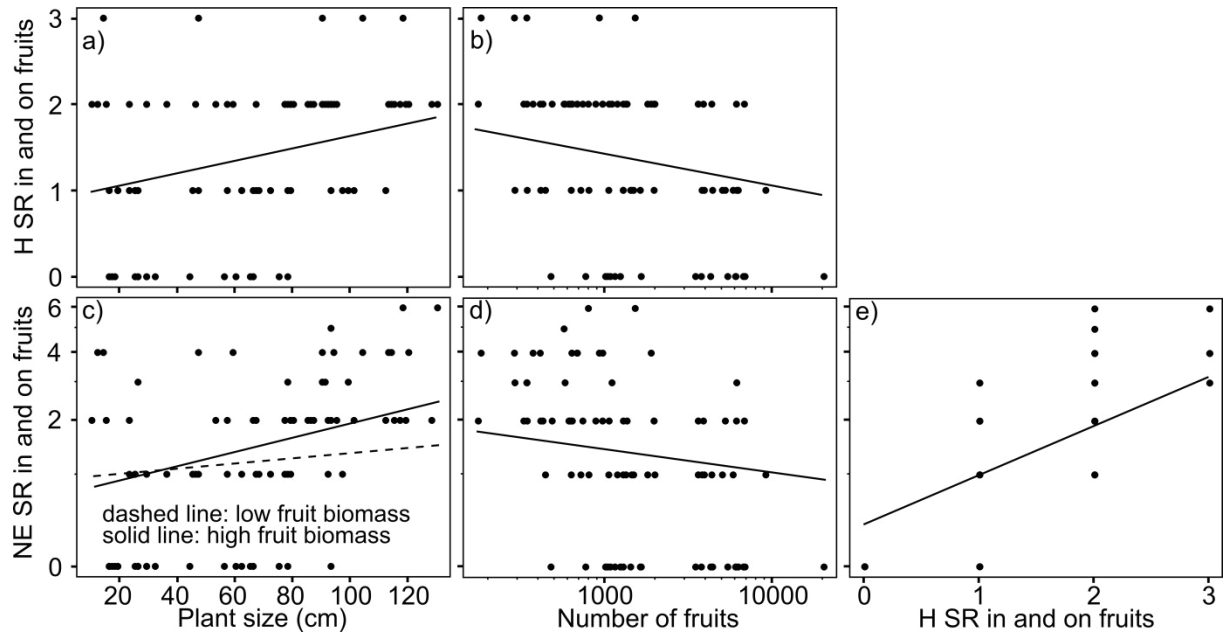 H SR in and on fruits
3
2
1
0
a)
b)
NE SR in and on fruits
6
4
2
0
c)
dashed line: low fruit biomass
solid line: high fruit biomass
d)
e)
20 40 60 80 100 120
Plant size (cm)
1000 10000
Number of fruits
0 1 2 3
H SR in and on fruits